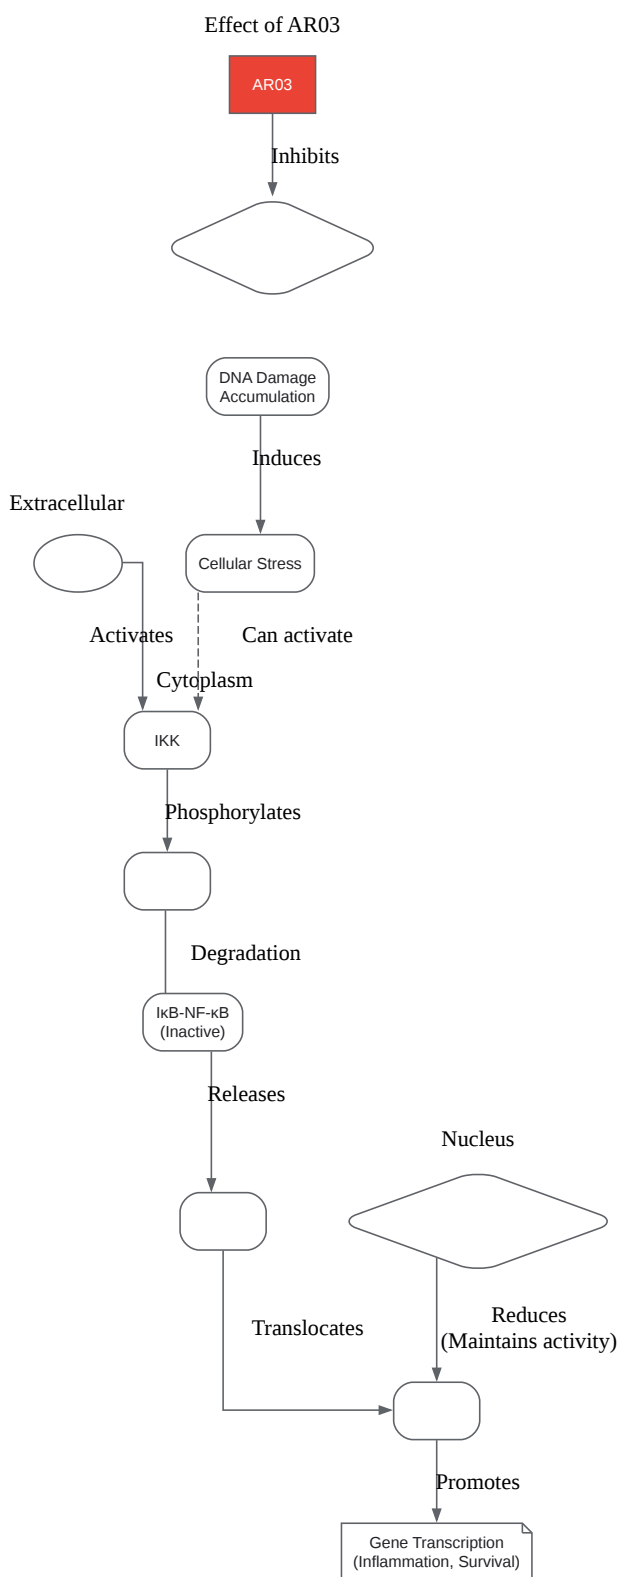 Effect of AR03
AR03
Inhibits
DNA Damage
Accumulation
Induces
Extracellular
Cellular Stress
Activates
Can activate
Cytoplasm
IKK
Phosphorylates
Degradation
IκB-NF-κB
(Inactive)
Releases
Nucleus
Translocates
Reduces
(Maintains activity)
Promotes
Gene Transcription
(Inflammation, Survival)